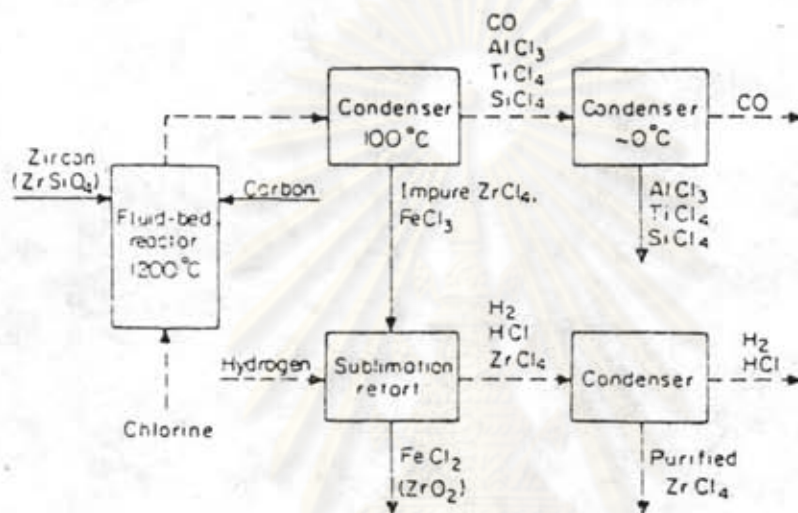 CO
AlCl3
TiCl4
SiCl4
Condenser
100°C
Condenser
~0°C
CO
Zircon
(ZrSiO4)
Fluid-bed
reactor
1200°C
Carbon
Impure ZrCl4,
FeCl3
AlCl3
TiCl4
SiCl4
Hydrogen
Sublimation
retort
H2
HCl
ZrCl4
Condenser
H2
HCl
Chlorine
FeCl2
(ZrO2)
Purified
ZrCl4